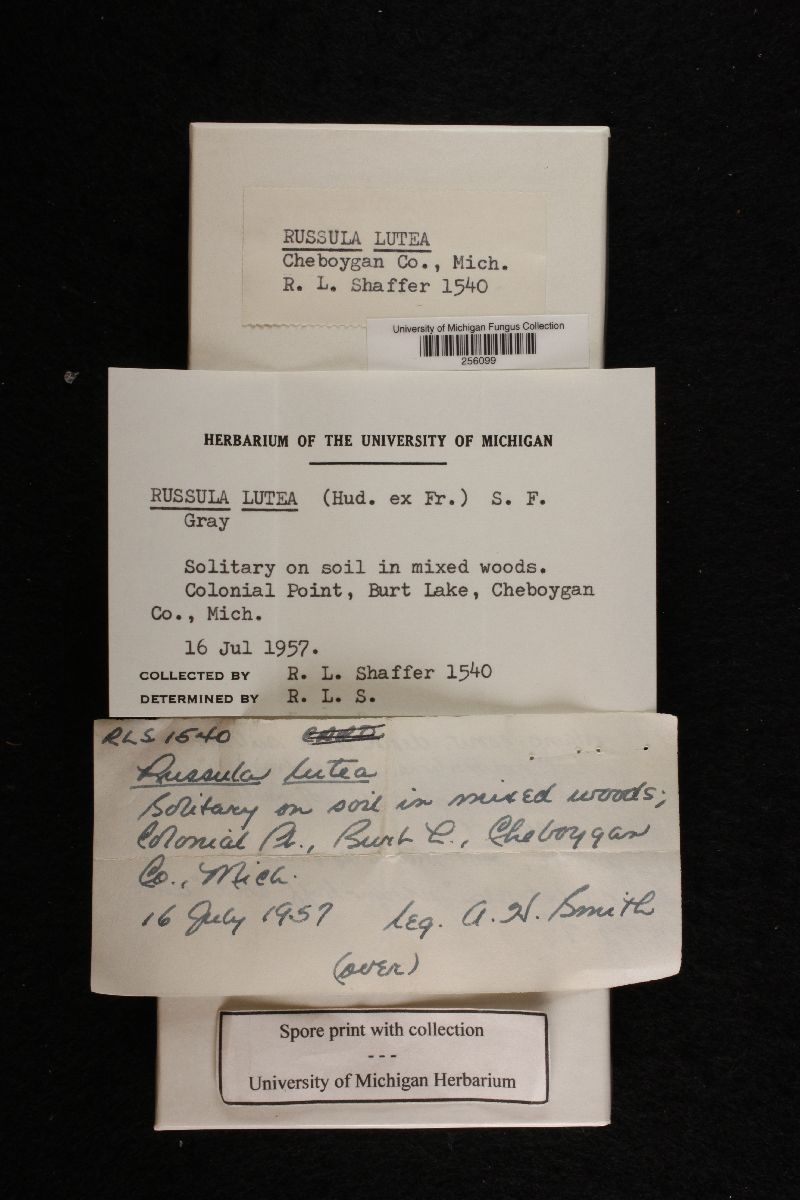 RUSSULA LUTEA
Cheboygan Co., Mich.
R. L. Shaffer 1540
University of Michigan Fungus Collection
256099
HERBARIUM OF THE UNIVERSITY OF MICHIGAN
RUSSULA LUTEA (Hud. ex Fr.) S. F.
Gray
Solitary on soil in mixed woods.
Colonial Point, Burt Lake, Cheboygan
Co., Mich.
16 Jul 1957.
COLLECTED BY R. L. Shaffer 1540
DETERMINED BY R. L. S.
RLS 1540
Russula lutea
Solitary on soil in mixed woods;
Colonial Pt., Burt L., Cheboygan
Co., Mich.
16 July 1957 leg. A. H. Smith
(over)
Spore print with collection
---
University of Michigan Herbarium